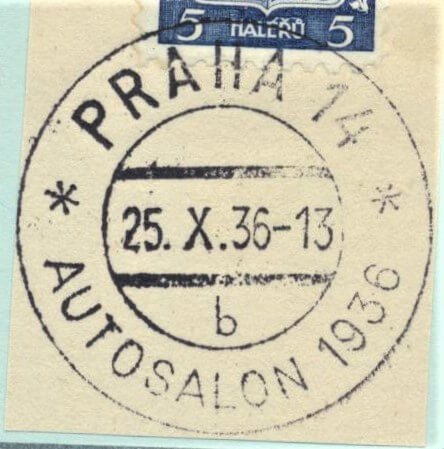 5 HALÉŘŮ 5
PRAHA 14
25. X. 36-13
b
* AUTOSALON 1936 *